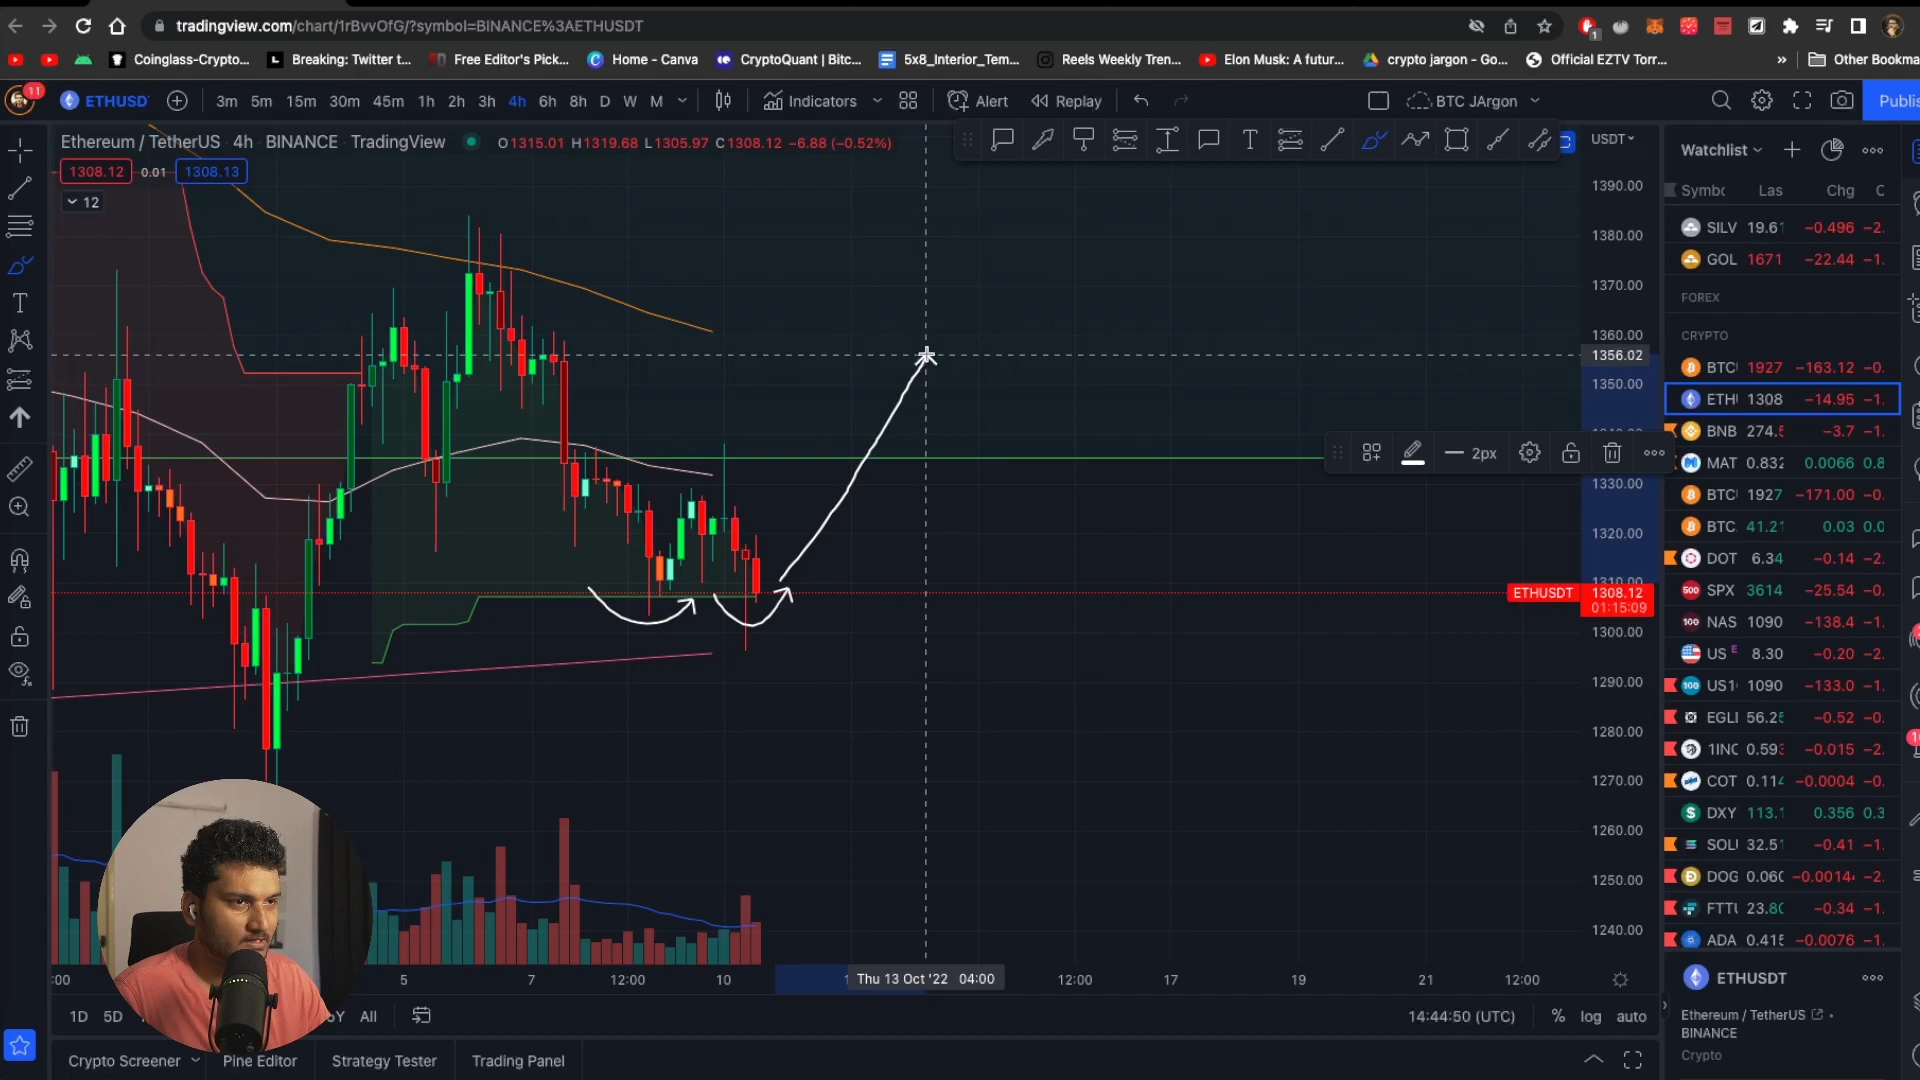 tradingview.com/chart/1rBvvOfG/?symbol=BINANCE%3AETHUSDT
Coinglass-Crypto... Breaking: Twitter t... Free Editor's Pick... Home - Canva CryptoQuant | Bitc... 5x8_Interior_Tem... Reels Weekly Tren... Elon Musk: A futur... crypto jargon - Go... Official EZTV Torr... » Other Bookma
11 ETHUSD 3m 5m 15m 30m 45m 1h 2h 3h 4h 6h 8h D W M Indicators Alert Replay BTC JArgon Publis
Ethereum / TetherUS · 4h · BINANCE · TradingView O1315.01 H1319.68 L1305.97 C1308.12 −6.88 (−0.52%)
1308.12 0.01 1308.13
12
USDT
1390.00
1380.00
1370.00
1360.00
1356.02
1350.00
1330.00
1320.00
ETHUSDT 1308.12
01:15:09
1300.00
1290.00
1280.00
1270.00
1260.00
1250.00
1240.00
2px
5 7 12:00 10 Thu 13 Oct '22 04:00 12:00 17 19 21 12:00
1D 5D All 14:44:50 (UTC) % log auto
Crypto Screener Pine Editor Strategy Tester Trading Panel
Watchlist
Symbc Las Chg C
SILV 19.61 −0.496 −2.
GOL 1671 −22.44 −1.
FOREX
CRYPTO
BTC 1927 −163.12 −0.
ETH 1308 −14.95 −1.
BNB 274.5 −3.7 −1.
MAT 0.832 0.0066 0.8
BTC 1927 −171.00 −0.
BTC. 41.21 0.03 0.0
DOT 6.34 −0.14 −2.
SPX 3614 −25.54 −0.
NAS 1090 −138.4 −1.
US E 8.30 −0.20 −2.
US1 1090 −133.0 −1.
EGLI 56.25 −0.52 −0.
1INC 0.593 −0.015 −2.
COT 0.114 −0.0004 −0.
DXY 113.1 0.356 0.3
SOL 32.51 −0.41 −1.
DOG 0.060 −0.00144 −2.
FTT 23.80 −0.34 −1.
ADA 0.415 −0.0076 −1.
ETHUSDT
Ethereum / TetherUS
BINANCE
Crypto